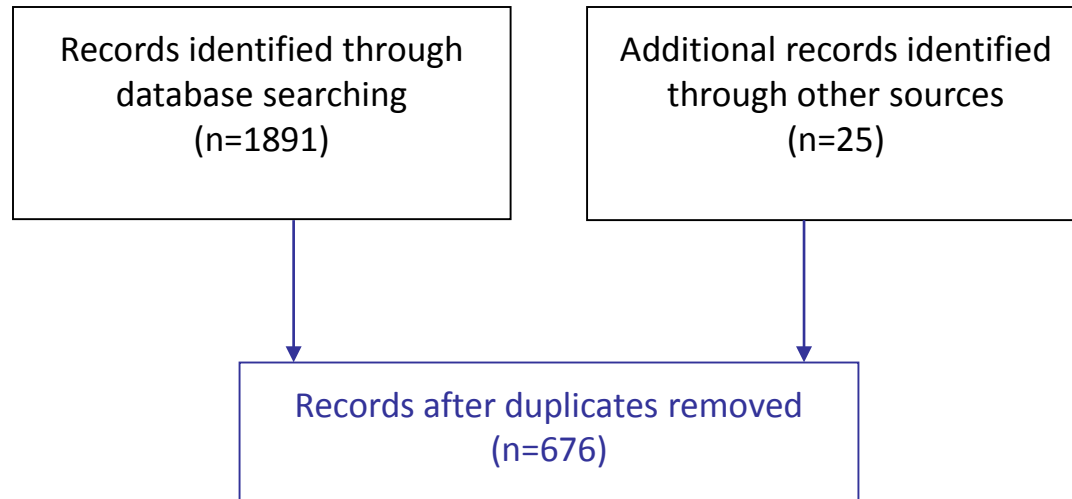 Records identified through
database searching
(n=1891)
Additional records identified
through other sources
(n=25)
Records after duplicates removed
(n=676)